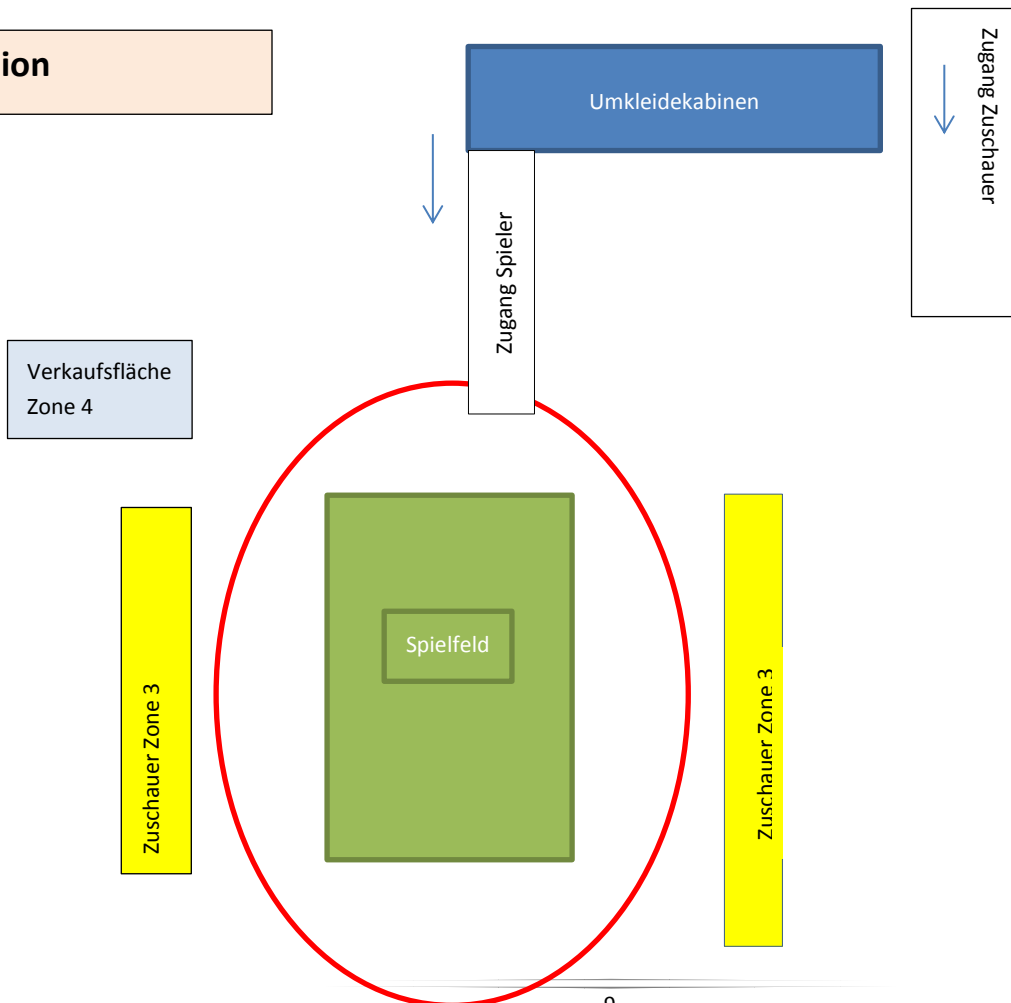 ion
Umkleidekabinen
Zugang Zuschauer
Zugang Spieler
Verkaufsfläche
Zone 4
Spielfeld
Zuschauer Zone 3
Zuschauer Zone 3